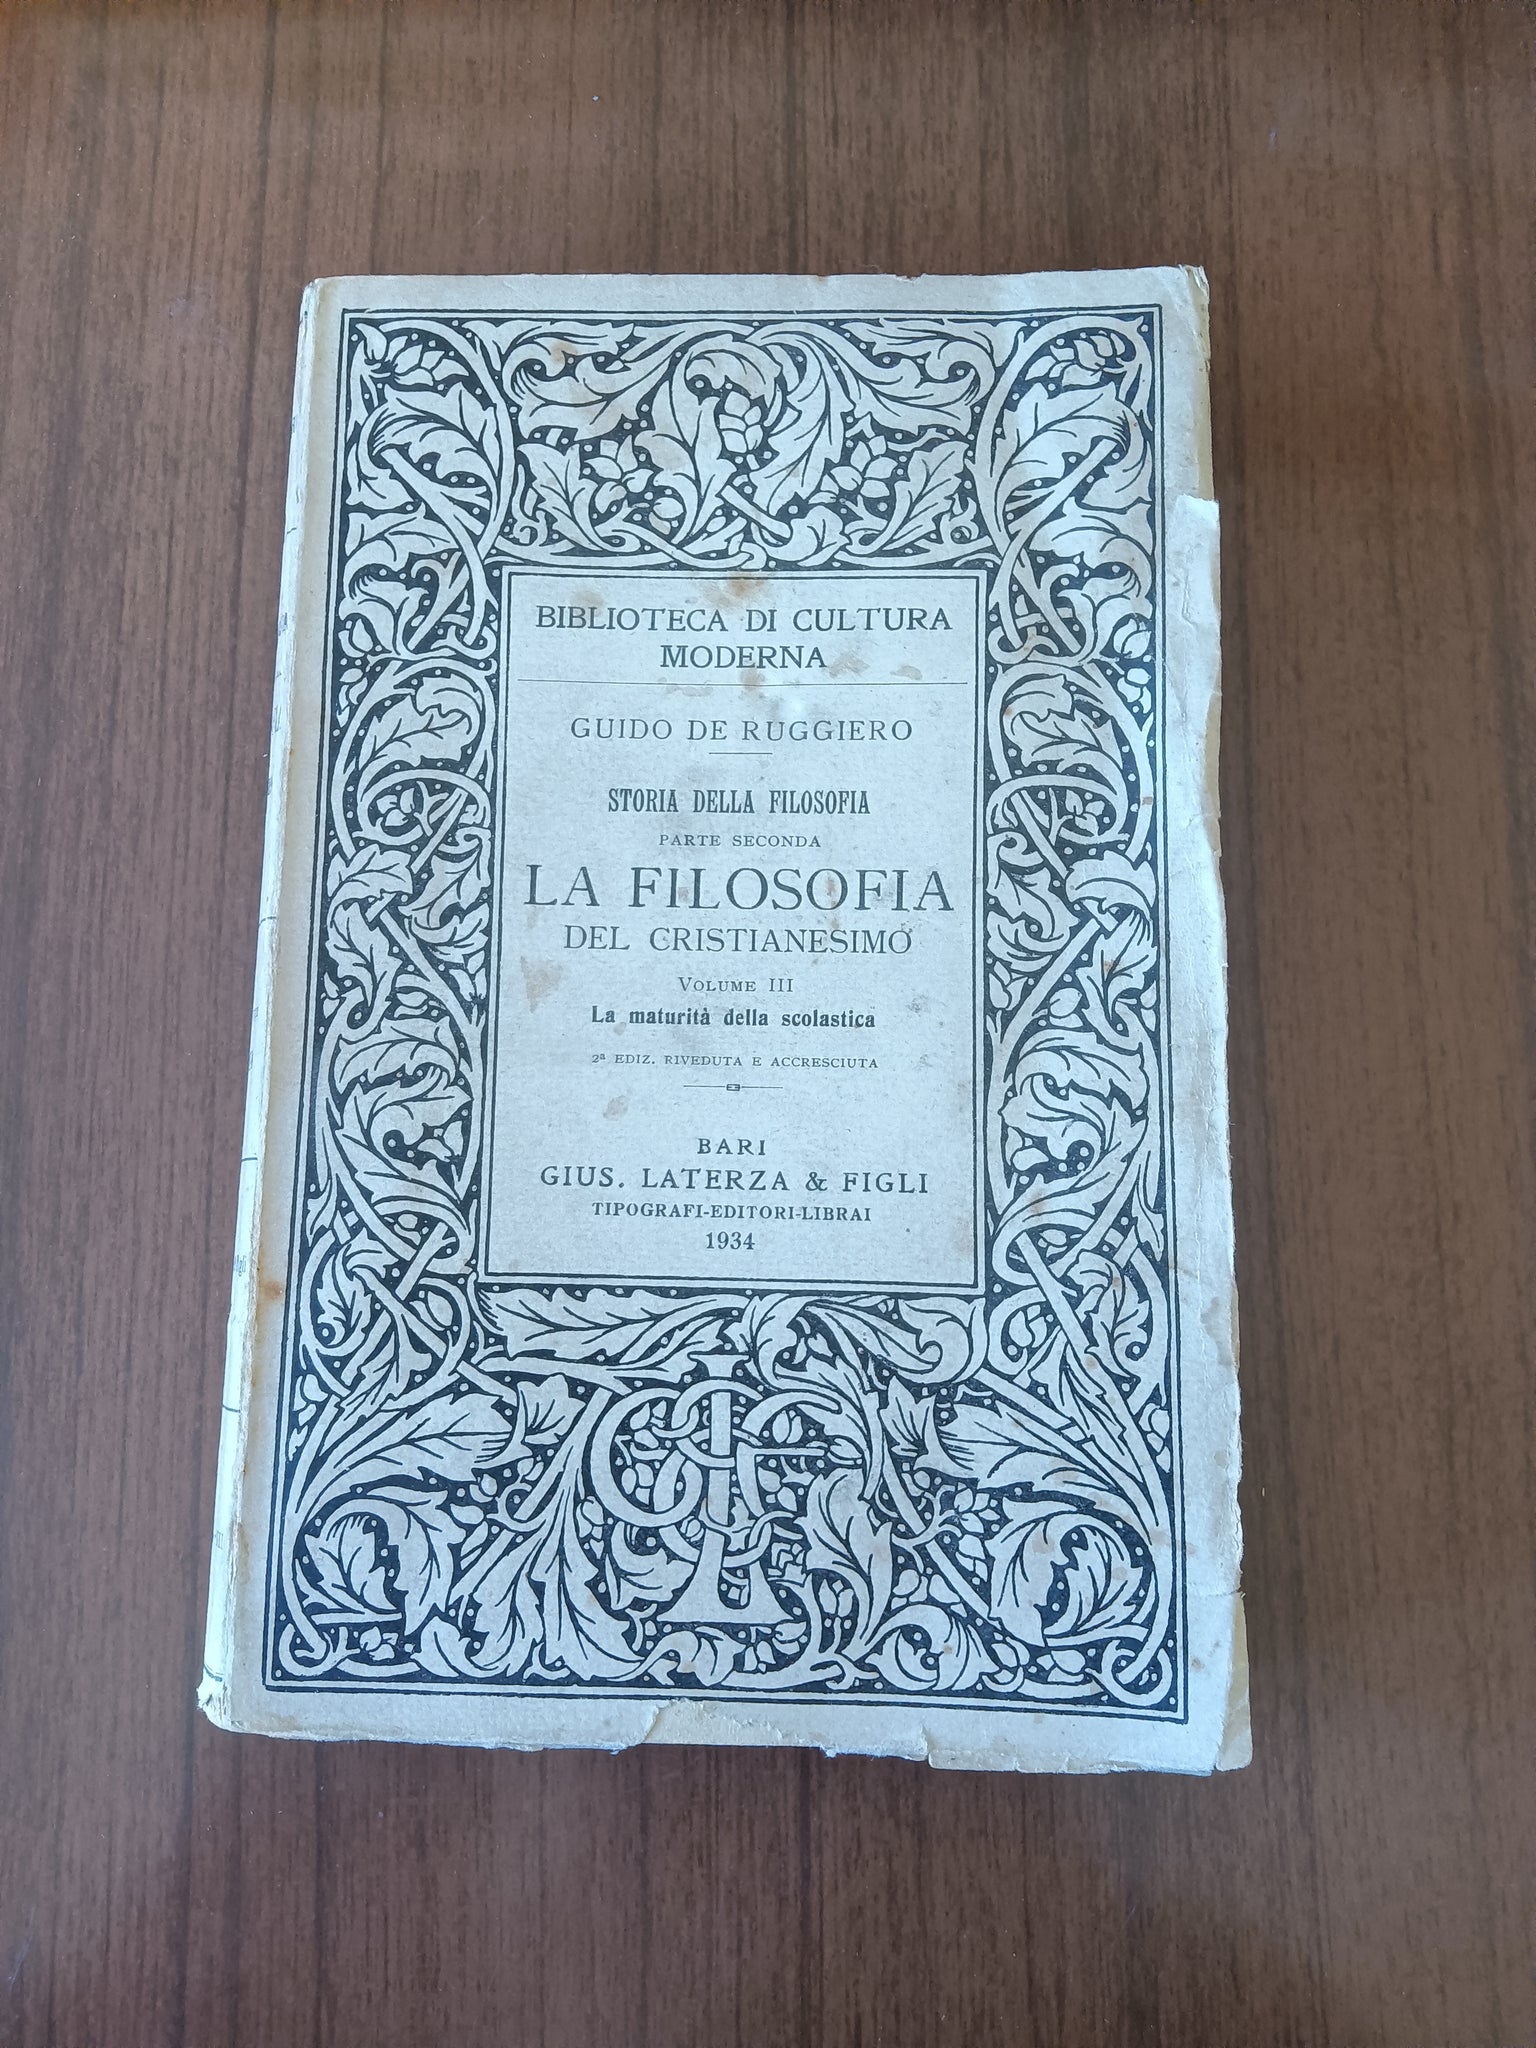 BIBLIOTECA DI CULTURA
MODERNA
GUIDO DE RUGGIERO
STORIA DELLA FILOSOFIA
PARTE SECONDA
LA FILOSOFIA
DEL CRISTIANESIMO
VOLUME III
La maturità della scolastica
2ª EDIZ. RIVEDUTA E ACCRESCIUTA
BARI
GIUS. LATERZA & FIGLI
TIPOGRAFI-EDITORI-LIBRAI
1934